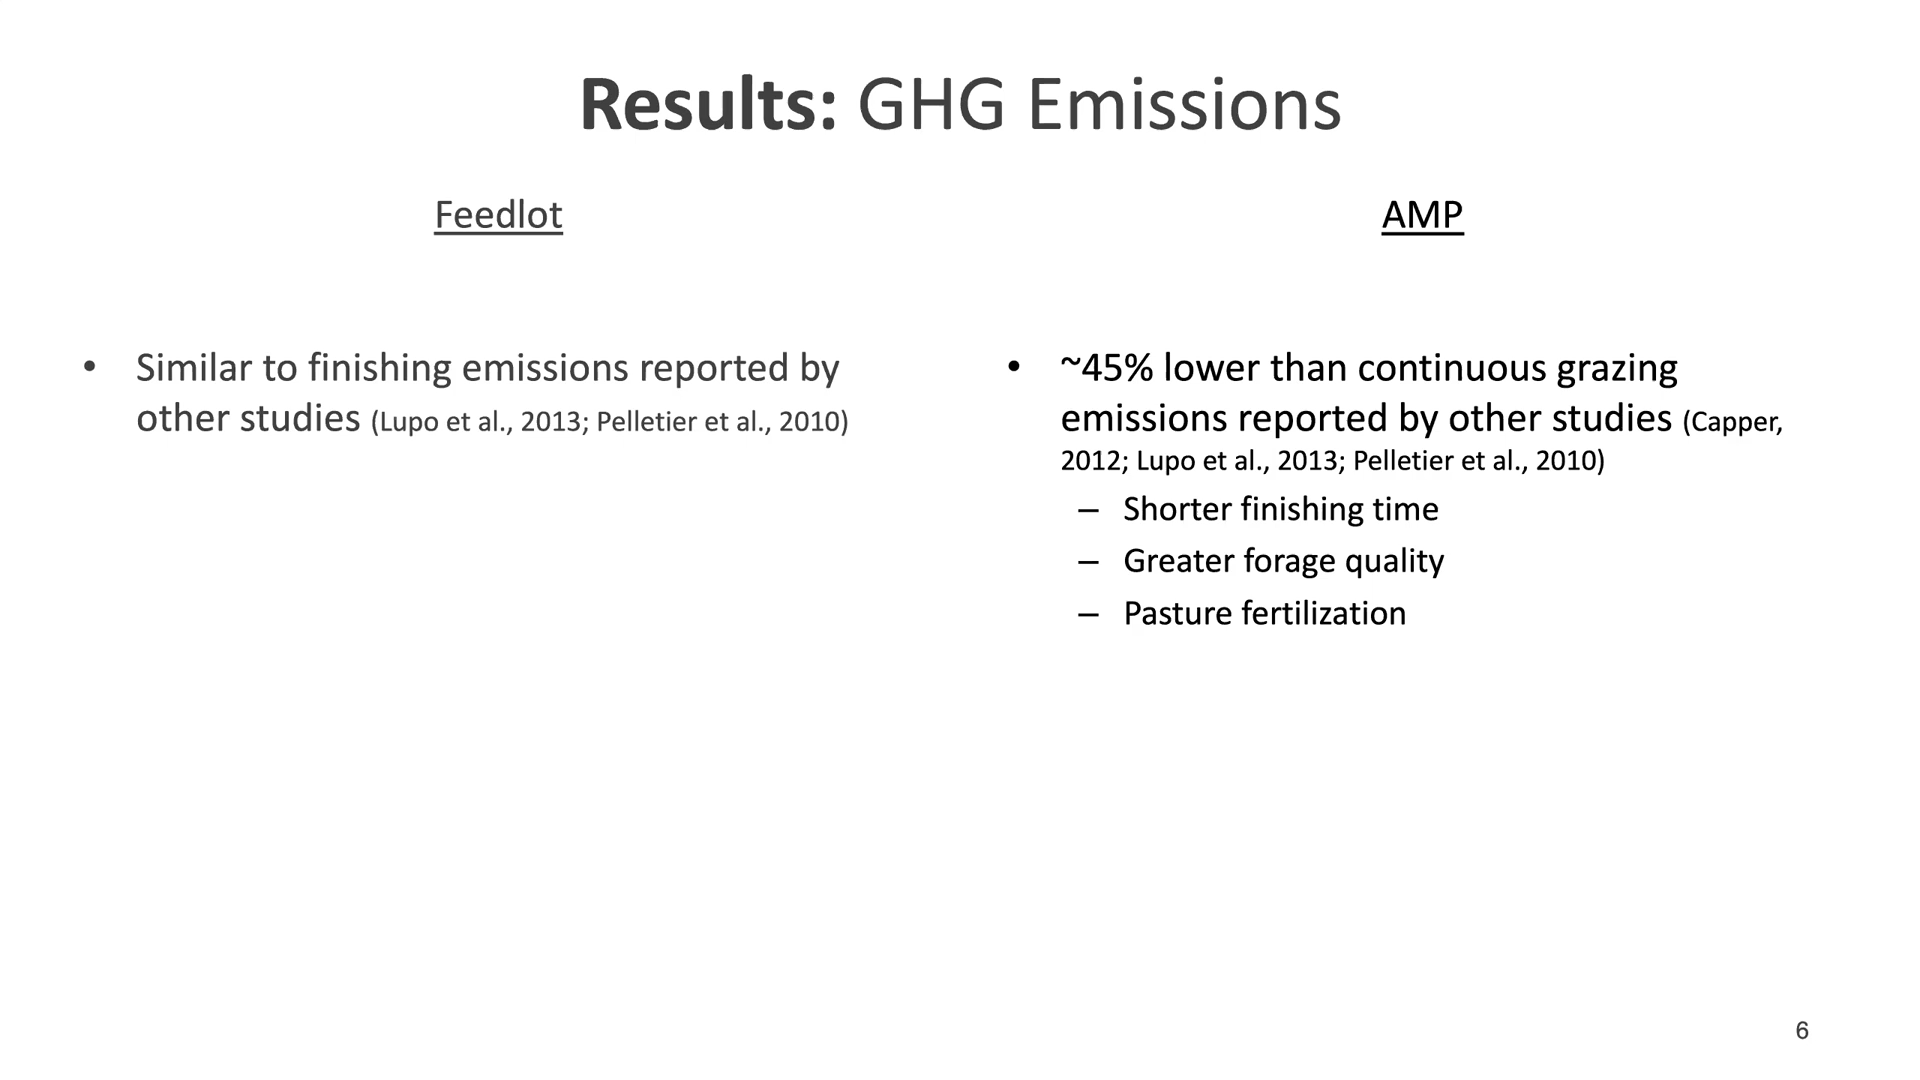 Results: GHG Emissions
Feedlot
• Similar to finishing emissions reported by
other studies (Lupo et al., 2013; Pelletier et al., 2010)
AMP
• ~45% lower than continuous grazing
emissions reported by other studies (Capper,
2012; Lupo et al., 2013; Pelletier et al., 2010)
– Shorter finishing time
– Greater forage quality
– Pasture fertilization
6